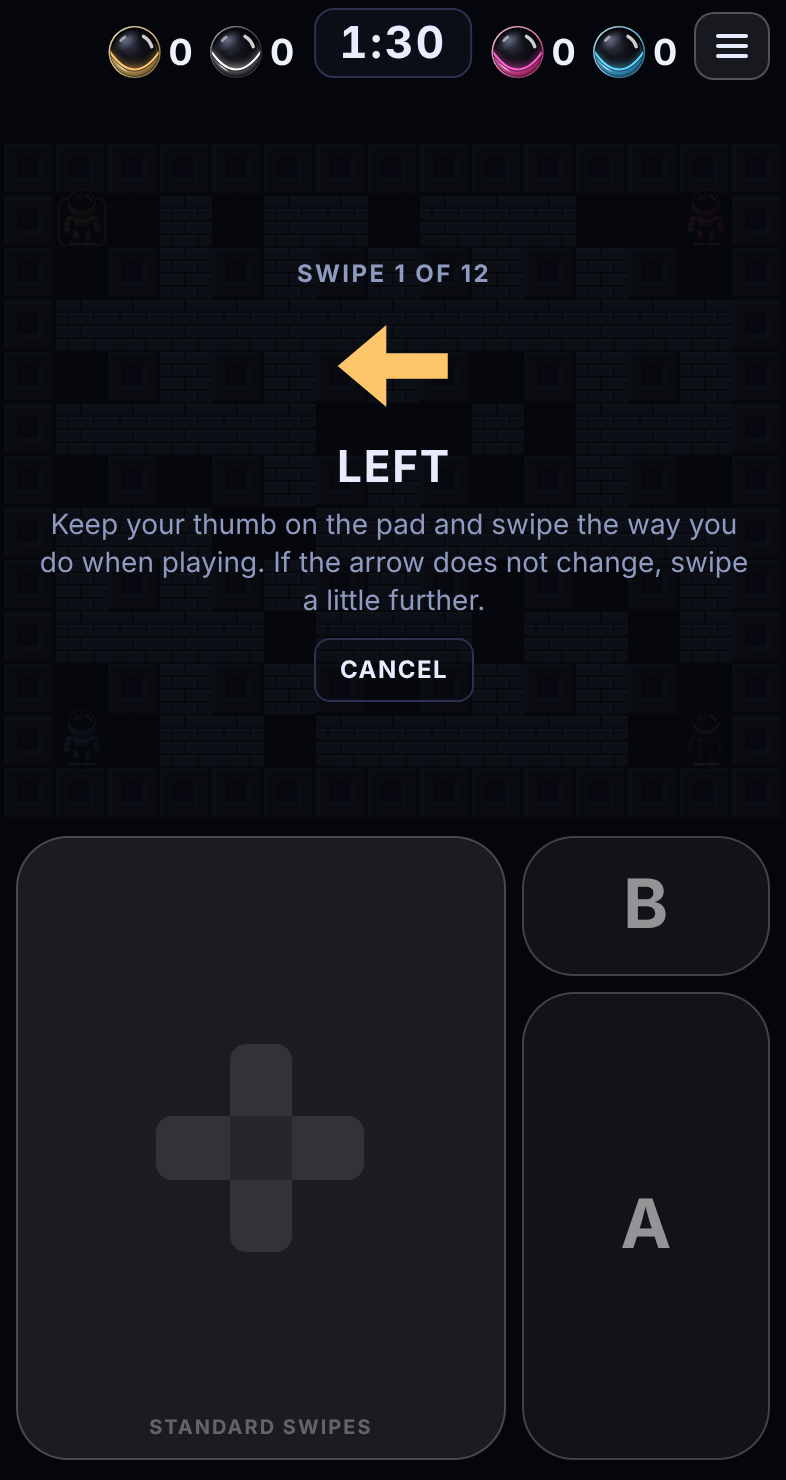 0 0 1:30 0 0
SWIPE 1 OF 12
LEFT
Keep your thumb on the pad and swipe the way you
do when playing. If the arrow does not change, swipe
a little further.
CANCEL
B
A
STANDARD SWIPES